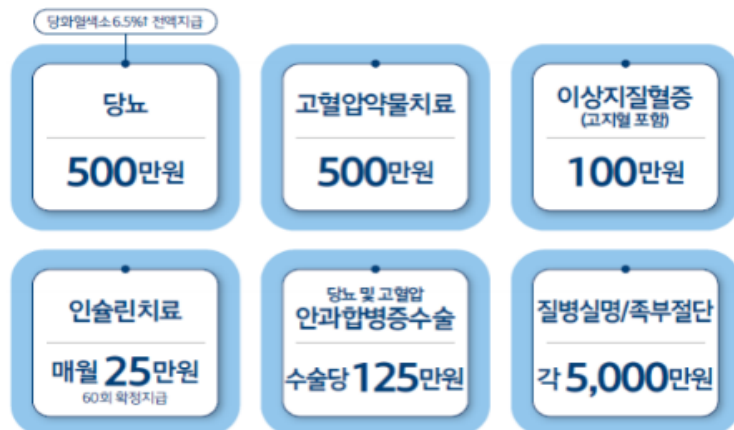 당화혈색소6.5%↑ 전액지급
당뇨
500만원
고혈압약물치료
500만원
이상지질혈증
(고지혈 포함)
100만원
인슐린치료
매월 25만원
60회 확정지급
당뇨 및 고혈압
안과합병증수술
수술당 125만원
질병실명/족부절단
각 5,000만원